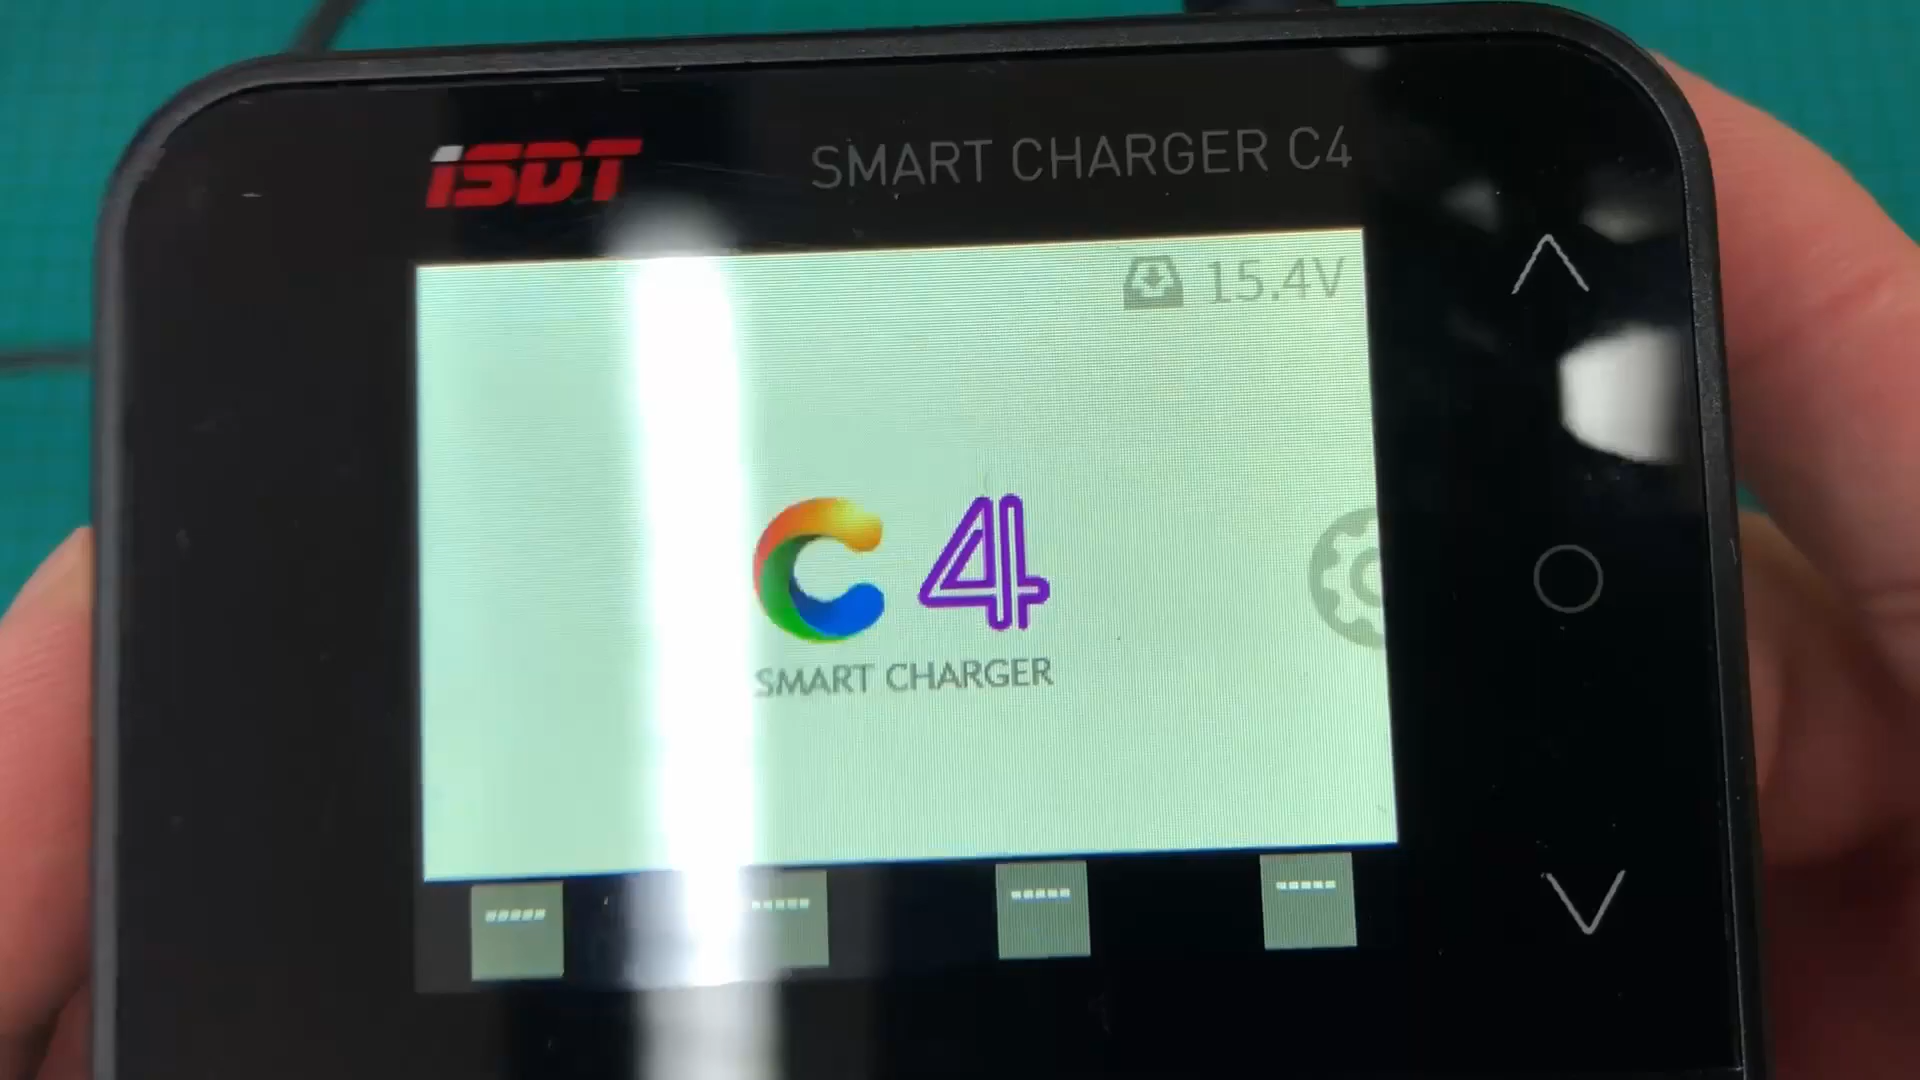 iSDT
SMART CHARGER C4
15.4V
C4
SMART CHARGER
-----
-----
-----
-----